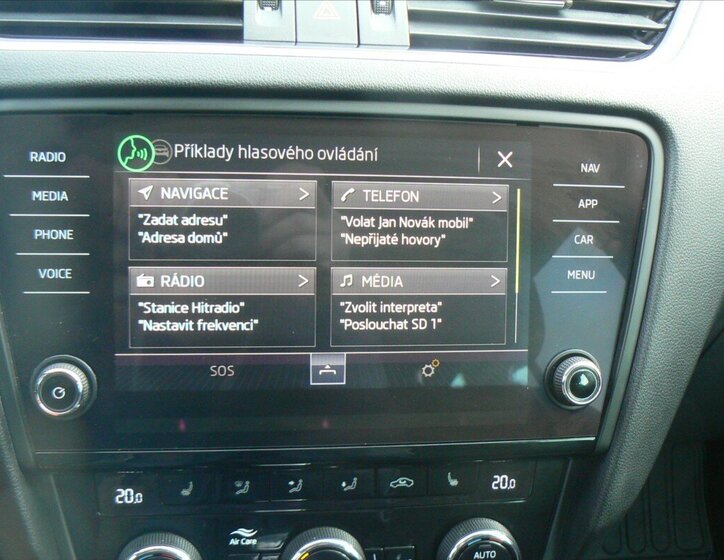 RADIO
MEDIA
PHONE
VOICE
Příklady hlasového ovládání
NAVIGACE
"Zadat adresu"
"Adresa domů"
TELEFON
"Volat Jan Novák mobil"
"Nepřijaté hovory"
RÁDIO
"Stanice Hitradio"
"Nastavit frekvenci"
MÉDIA
"Zvolit interpreta"
"Poslouchat SD 1"
SOS
NAV
APP
CAR
MENU
20.0
20.0
Air Care
AUTO